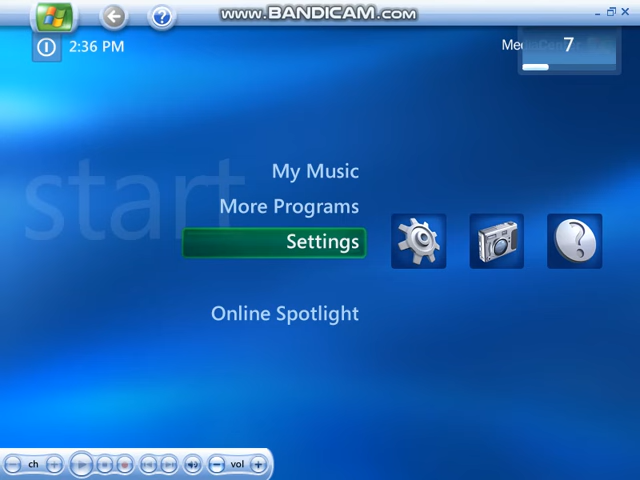 www.BANDICAM.com
2:36 PM
7
start
My Music
More Programs
Settings
Online Spotlight
ch
vol